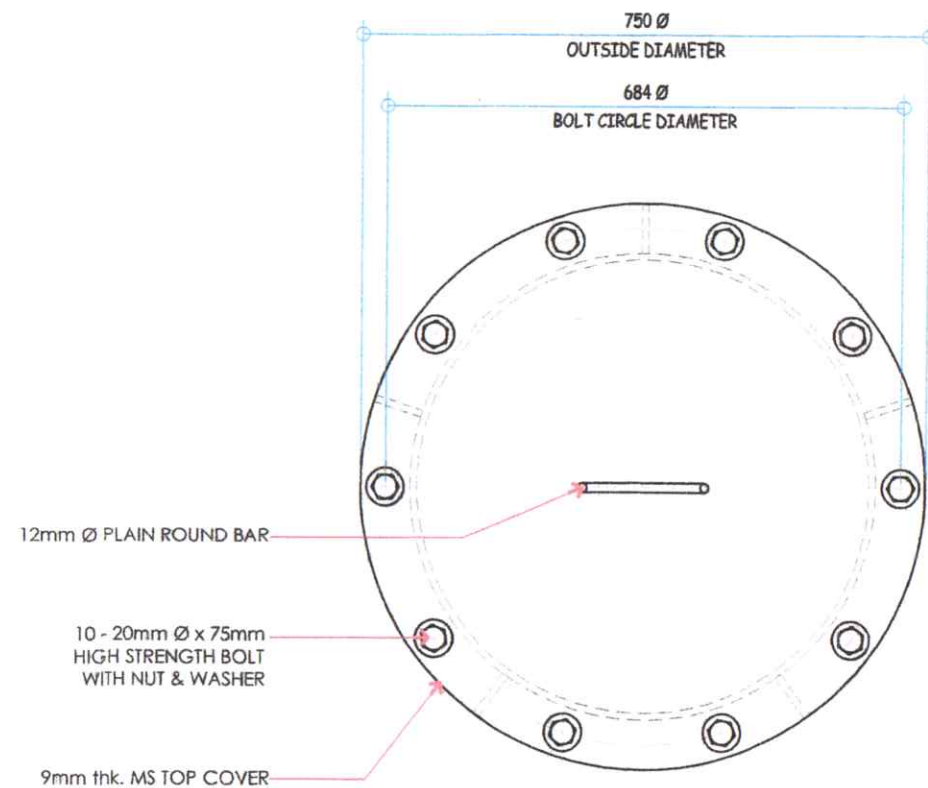 750 Ø
OUTSIDE DIAMETER
684 Ø
BOLT CIRCLE DIAMETER
12mm Ø PLAIN ROUND BAR
10 - 20mm Ø x 75mm
HIGH STRENGTH BOLT
WITH NUT & WASHER
9mm thk. MS TOP COVER